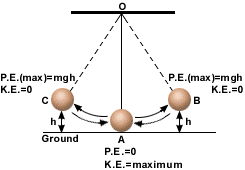 O
P.E.(max)=mgh
K.E.=0
P.E.(max)=mgh
K.E.=0
C
B
h
h
Ground
A
P.E.=0
K.E.=maximum